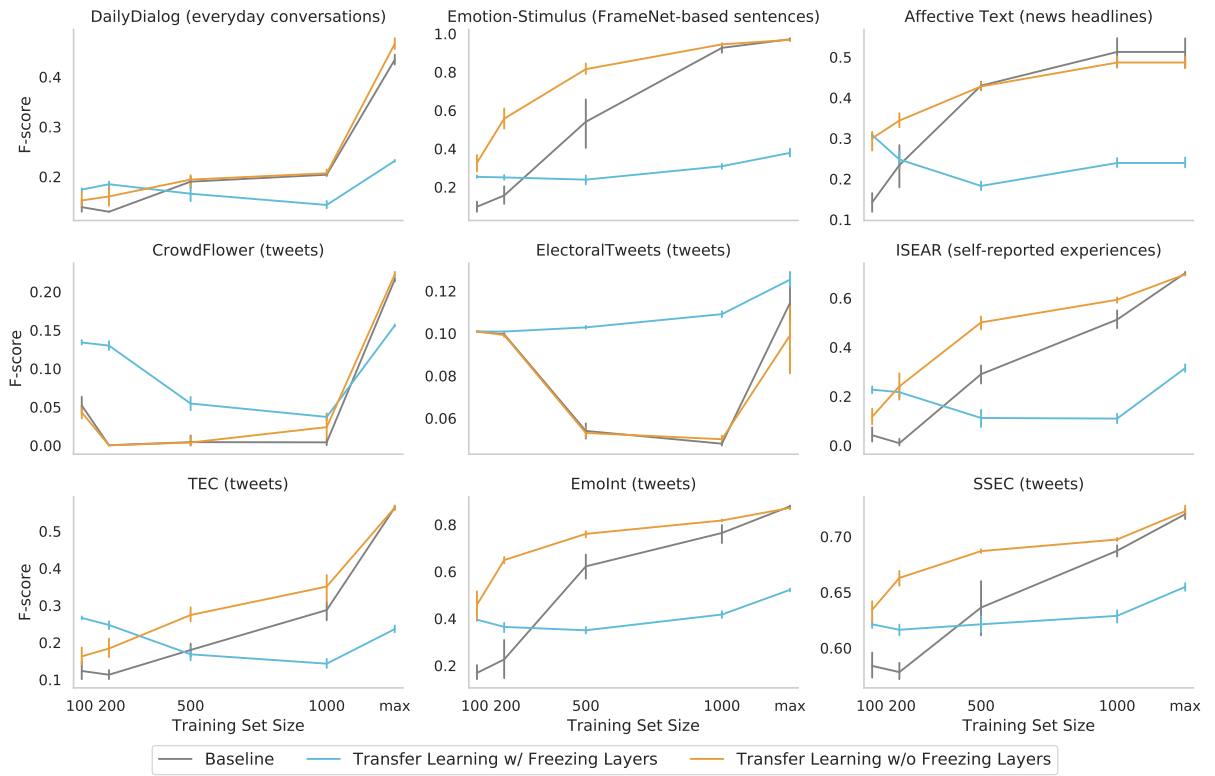 DailyDialog (everyday conversations)
Emotion-Stimulus (FrameNet-based sentences)
Affective Text (news headlines)
F-score
0.4
0.3
0.2
1.0
0.8
0.6
0.4
0.2
0.5
0.4
0.3
0.2
0.1
CrowdFlower (tweets)
ElectoralTweets (tweets)
ISEAR (self-reported experiences)
F-score
0.20
0.15
0.10
0.05
0.00
0.12
0.10
0.08
0.06
0.6
0.4
0.2
0.0
TEC (tweets)
EmoInt (tweets)
SSEC (tweets)
F-score
0.5
0.4
0.3
0.2
0.1
0.8
0.6
0.4
0.2
0.70
0.65
0.60
100 200 500 1000 max
100 200 500 1000 max
100 200 500 1000 max
Training Set Size
Training Set Size
Training Set Size
Baseline
Transfer Learning w/ Freezing Layers
Transfer Learning w/o Freezing Layers